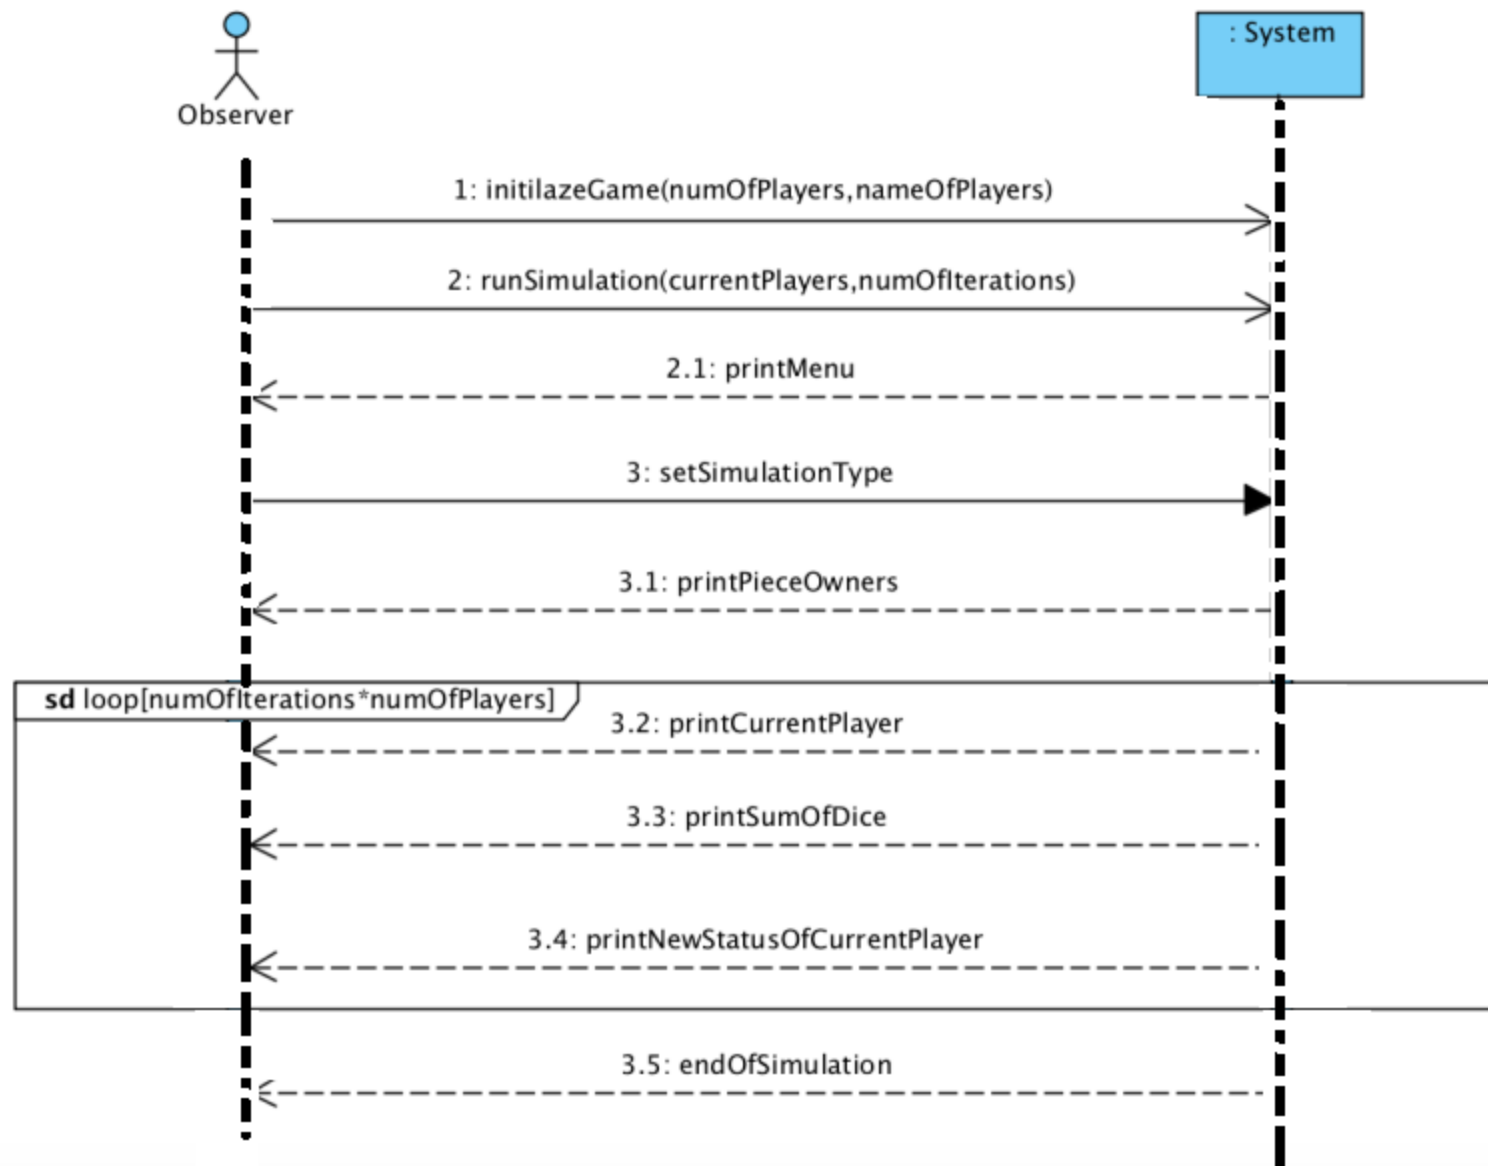 : System
Observer
1: initilazeGame(numOfPlayers,nameOfPlayers)
2: runSimulation(currentPlayers,numOfIterations)
2.1: printMenu
3: setSimulationType
3.1: printPieceOwners
sd loop[numOfIterations*numOfPlayers]
3.2: printCurrentPlayer
3.3: printSumOfDice
3.4: printNewStatusOfCurrentPlayer
3.5: endOfSimulation